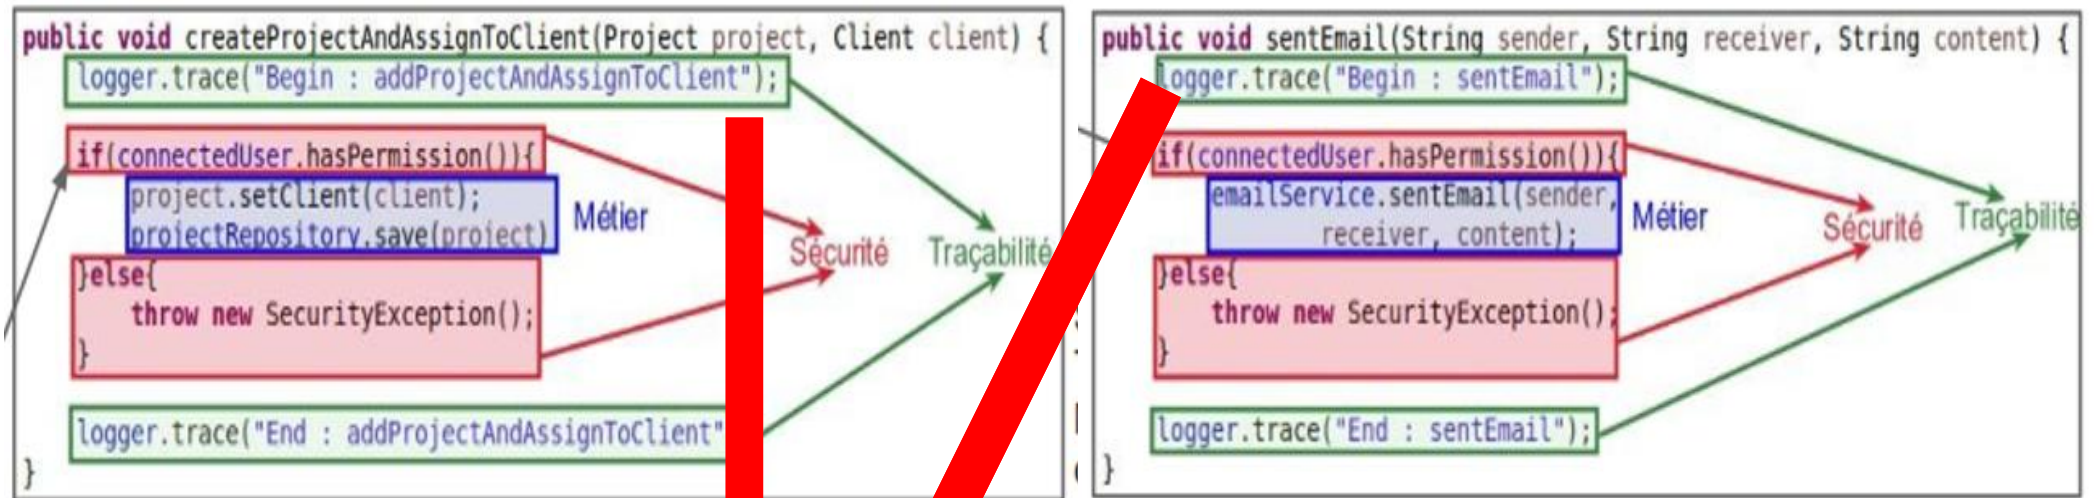 public void createProjectAndAssignToClient(Project project, Client client) {
logger.trace("Begin : addProjectAndAssignToClient");
if(connectedUser.hasPermission()){
project.setClient(client);
projectRepository.save(project)
Métier
}else{
throw new SecurityException();
}
Sécurité
Traçabilité
logger.trace("End : addProjectAndAssignToClient"
}
public void sentEmail(String sender, String receiver, String content) {
logger.trace("Begin : sentEmail");
if(connectedUser.hasPermission()){
emailService.sentEmail(sender,
receiver, content);
Métier
}else{
throw new SecurityException();
}
Sécurité
Traçabilité
logger.trace("End : sentEmail");
}